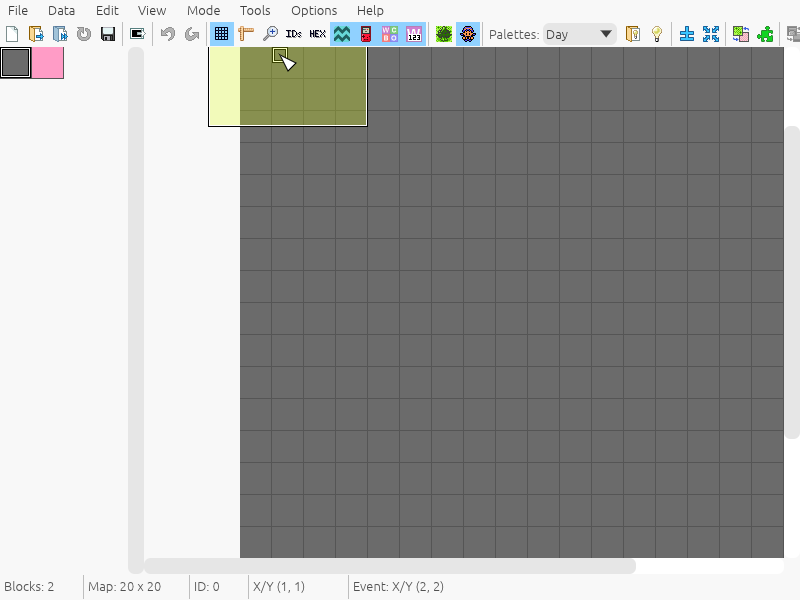 File Data Edit View Mode Tools Options Help
IDs HEX 123 Palettes: Day
Blocks: 2 Map: 20 x 20 ID: 0 X/Y (1, 1) Event: X/Y (2, 2)